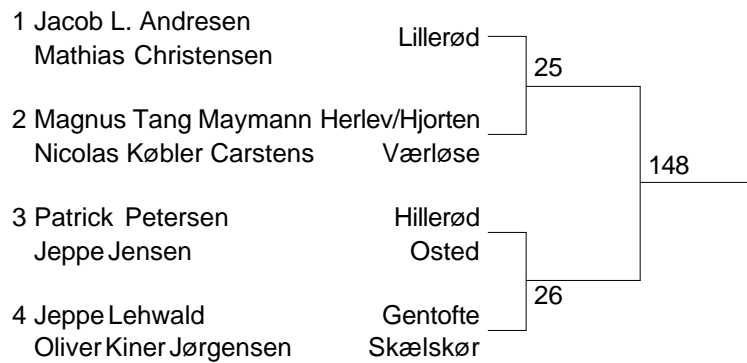 1 Jacob L. Andresen Lillerød
Mathias Christensen
25
2 Magnus Tang Maymann Herlev/Hjorten
Nicolas Købler Carstens Værløse
148
3 Patrick Petersen Hillerød
Jeppe Jensen Osted
26
4 Jeppe Lehwald Gentofte
Oliver Kiner Jørgensen Skælskør